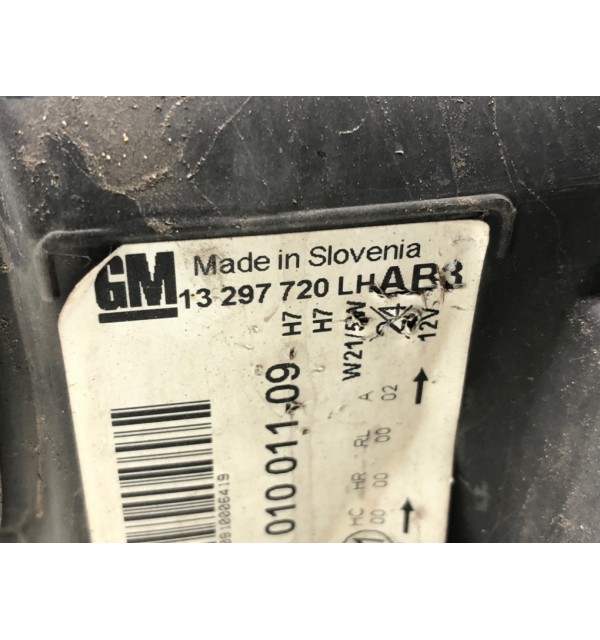 GM Made in Slovenia
13 297 720 LH
H7
H7
W21/5W
12V
010 011-09
HC HR RL A
00 00 00 02